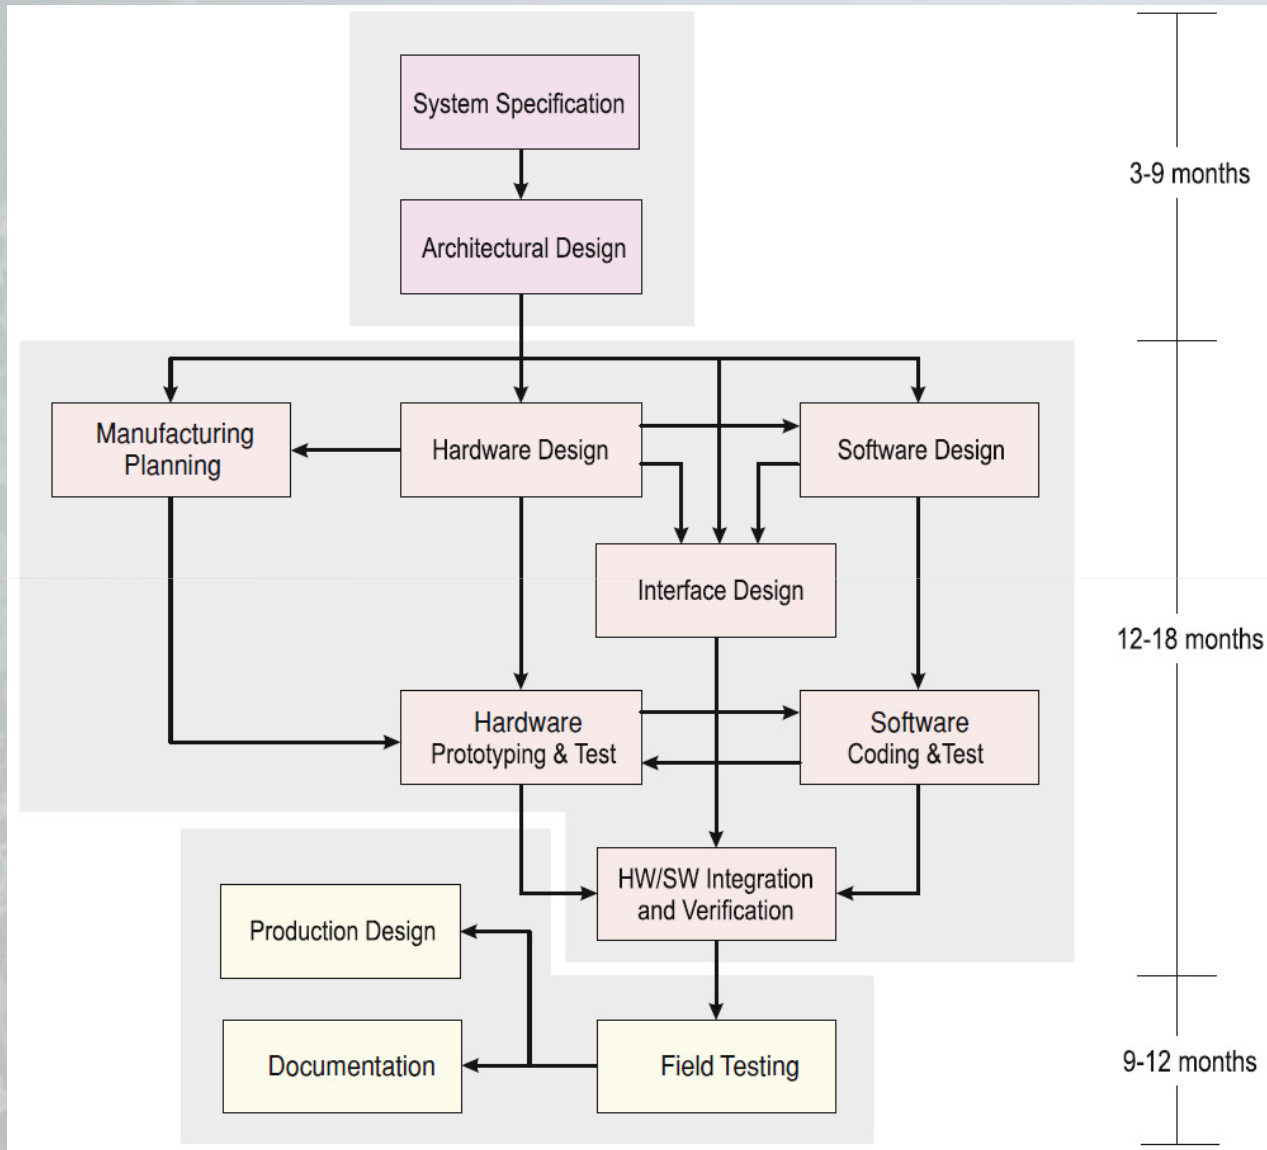 System Specification
3-9 months
Architectural Design
Manufacturing
Planning
Hardware Design
Software Design
Interface Design
12-18 months
Hardware
Prototyping & Test
Software
Coding &Test
HW/SW Integration
and Verification
Production Design
Documentation
Field Testing
9-12 months